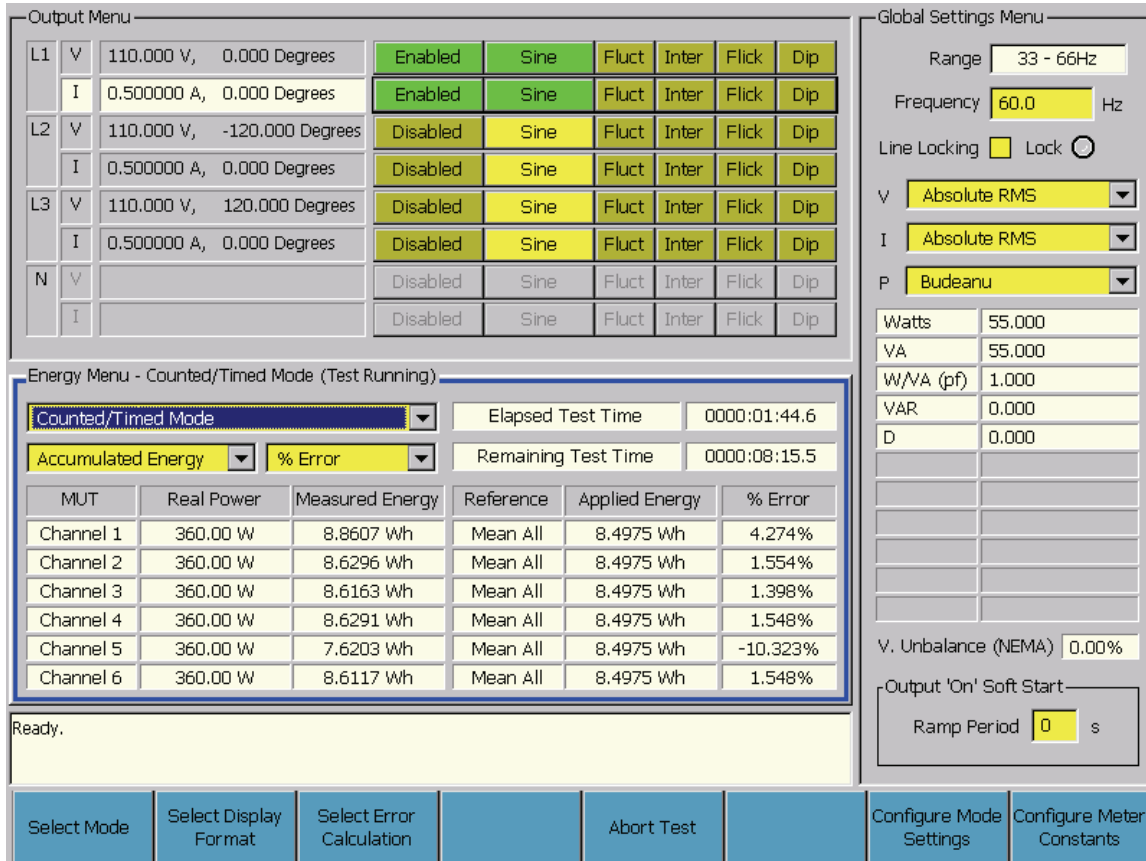 Output Menu
L1 V 110.000 V, 0.000 Degrees Enabled Sine Fluct Inter Flick Dip
I 0.500000 A, 0.000 Degrees Enabled Sine Fluct Inter Flick Dip
L2 V 110.000 V, -120.000 Degrees Disabled Sine Fluct Inter Flick Dip
I 0.500000 A, 0.000 Degrees Disabled Sine Fluct Inter Flick Dip
L3 V 110.000 V, 120.000 Degrees Disabled Sine Fluct Inter Flick Dip
I 0.500000 A, 0.000 Degrees Disabled Sine Fluct Inter Flick Dip
N V Disabled Sine Fluct Inter Flick Dip
I Disabled Sine Fluct Inter Flick Dip
Energy Menu - Counted/Timed Mode (Test Running)
Counted/Timed Mode Elapsed Test Time 0000:01:44.6
Accumulated Energy % Error Remaining Test Time 0000:08:15.5
MUT Real Power Measured Energy Reference Applied Energy % Error
Channel 1 360.00 W 8.8607 Wh Mean All 8.4975 Wh 4.274%
Channel 2 360.00 W 8.6296 Wh Mean All 8.4975 Wh 1.554%
Channel 3 360.00 W 8.6163 Wh Mean All 8.4975 Wh 1.398%
Channel 4 360.00 W 8.6291 Wh Mean All 8.4975 Wh 1.548%
Channel 5 360.00 W 7.6203 Wh Mean All 8.4975 Wh -10.323%
Channel 6 360.00 W 8.6117 Wh Mean All 8.4975 Wh 1.548%
Ready.
Global Settings Menu
Range 33 - 66Hz
Frequency 60.0 Hz
Line Locking Lock
V Absolute RMS
I Absolute RMS
P Budeanu
Watts 55.000
VA 55.000
W/VA (pf) 1.000
VAR 0.000
D 0.000
V. Unbalance (NEMA) 0.00%
Output 'On' Soft Start
Ramp Period 0 s
Select Mode
Select Display
Format
Select Error
Calculation
Abort Test
Configure Mode
Settings
Configure Meter
Constants